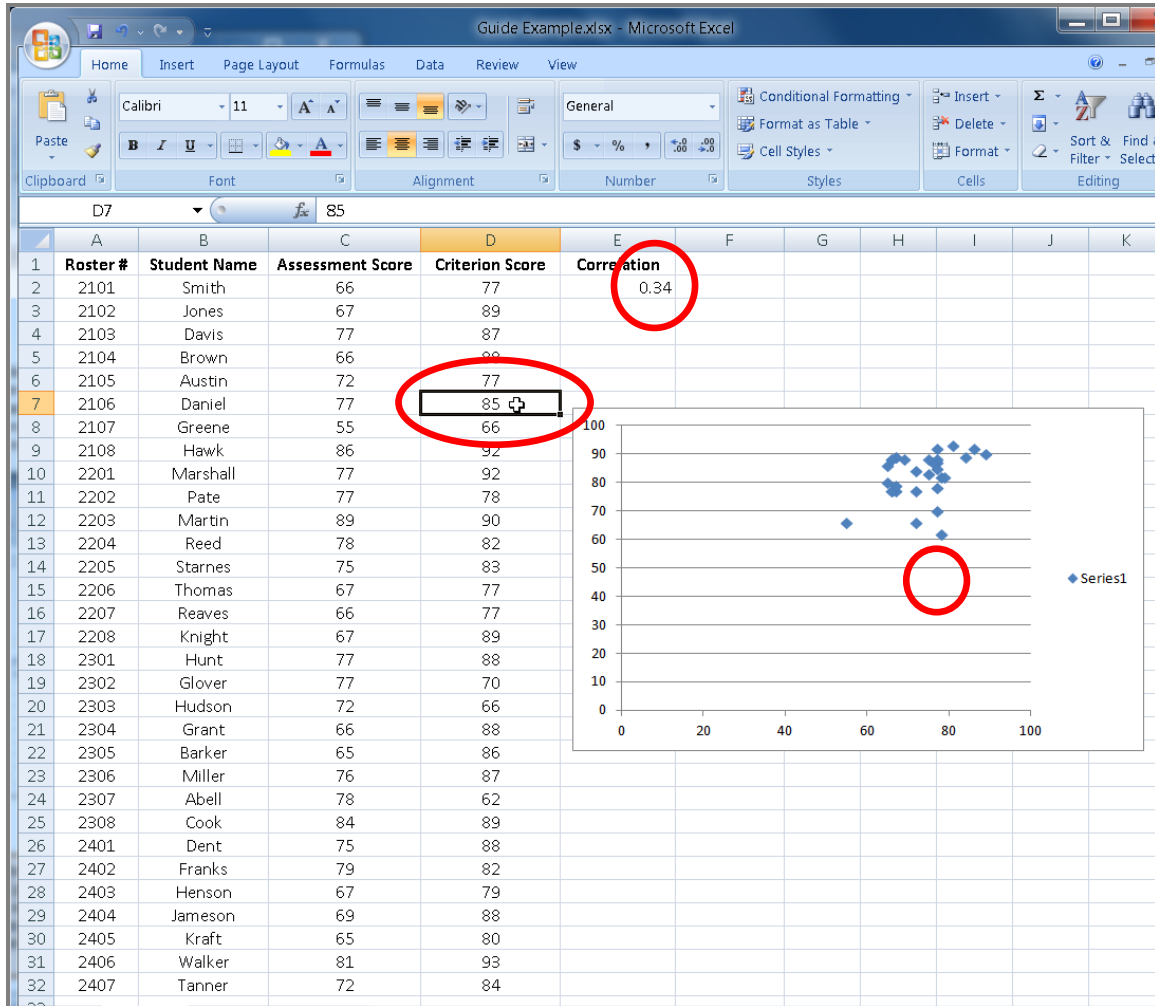 Guide Example.xlsx - Microsoft Excel
Home Insert Page Layout Formulas Data Review View
Calibri 11 General Conditional Formatting Insert Σ
Paste Format as Table Delete Sort & Find &
B I U $ % , .00 Cell Styles Format Filter Select
Clipboard Font Alignment Number Styles Cells Editing
D7 fx 85
A B C D E F G H I J K
1 Roster # Student Name Assessment Score Criterion Score Correlation
2 2101 Smith 66 77 0.34
3 2102 Jones 67 89
4 2103 Davis 77 87
5 2104 Brown 66
6 2105 Austin 72 77
7 2106 Daniel 77 85
8 2107 Greene 55 66
9 2108 Hawk 86 92
10 2201 Marshall 77 92
11 2202 Pate 77 78
12 2203 Martin 89 90
13 2204 Reed 78 82
14 2205 Starnes 75 83
15 2206 Thomas 67 77
16 2207 Reaves 66 77
17 2208 Knight 67 89
18 2301 Hunt 77 88
19 2302 Glover 77 70
20 2303 Hudson 72 66
21 2304 Grant 66 88
22 2305 Barker 65 86
23 2306 Miller 76 87
24 2307 Abell 78 62
25 2308 Cook 84 89
26 2401 Dent 75 88
27 2402 Franks 79 82
28 2403 Henson 67 79
29 2404 Jameson 69 88
30 2405 Kraft 65 80
31 2406 Walker 81 93
32 2407 Tanner 72 84
100
90
80
70
60
50
40
30
20
10
0
0 20 40 60 80 100
Series1